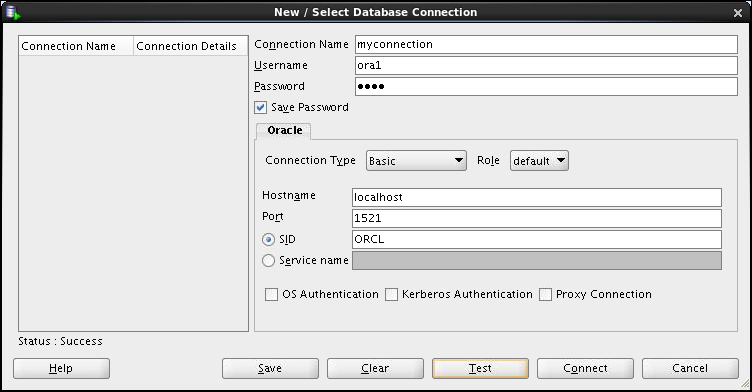 New / Select Database Connection
Connection Name Connection Details
Connection Name myconnection
Username ora1
Password ●●●●
Save Password
Oracle
Connection Type Basic Role default
Hostname localhost
Port 1521
SID ORCL
Service name
OS Authentication Kerberos Authentication Proxy Connection
Status : Success
Help Save Clear Test Connect Cancel